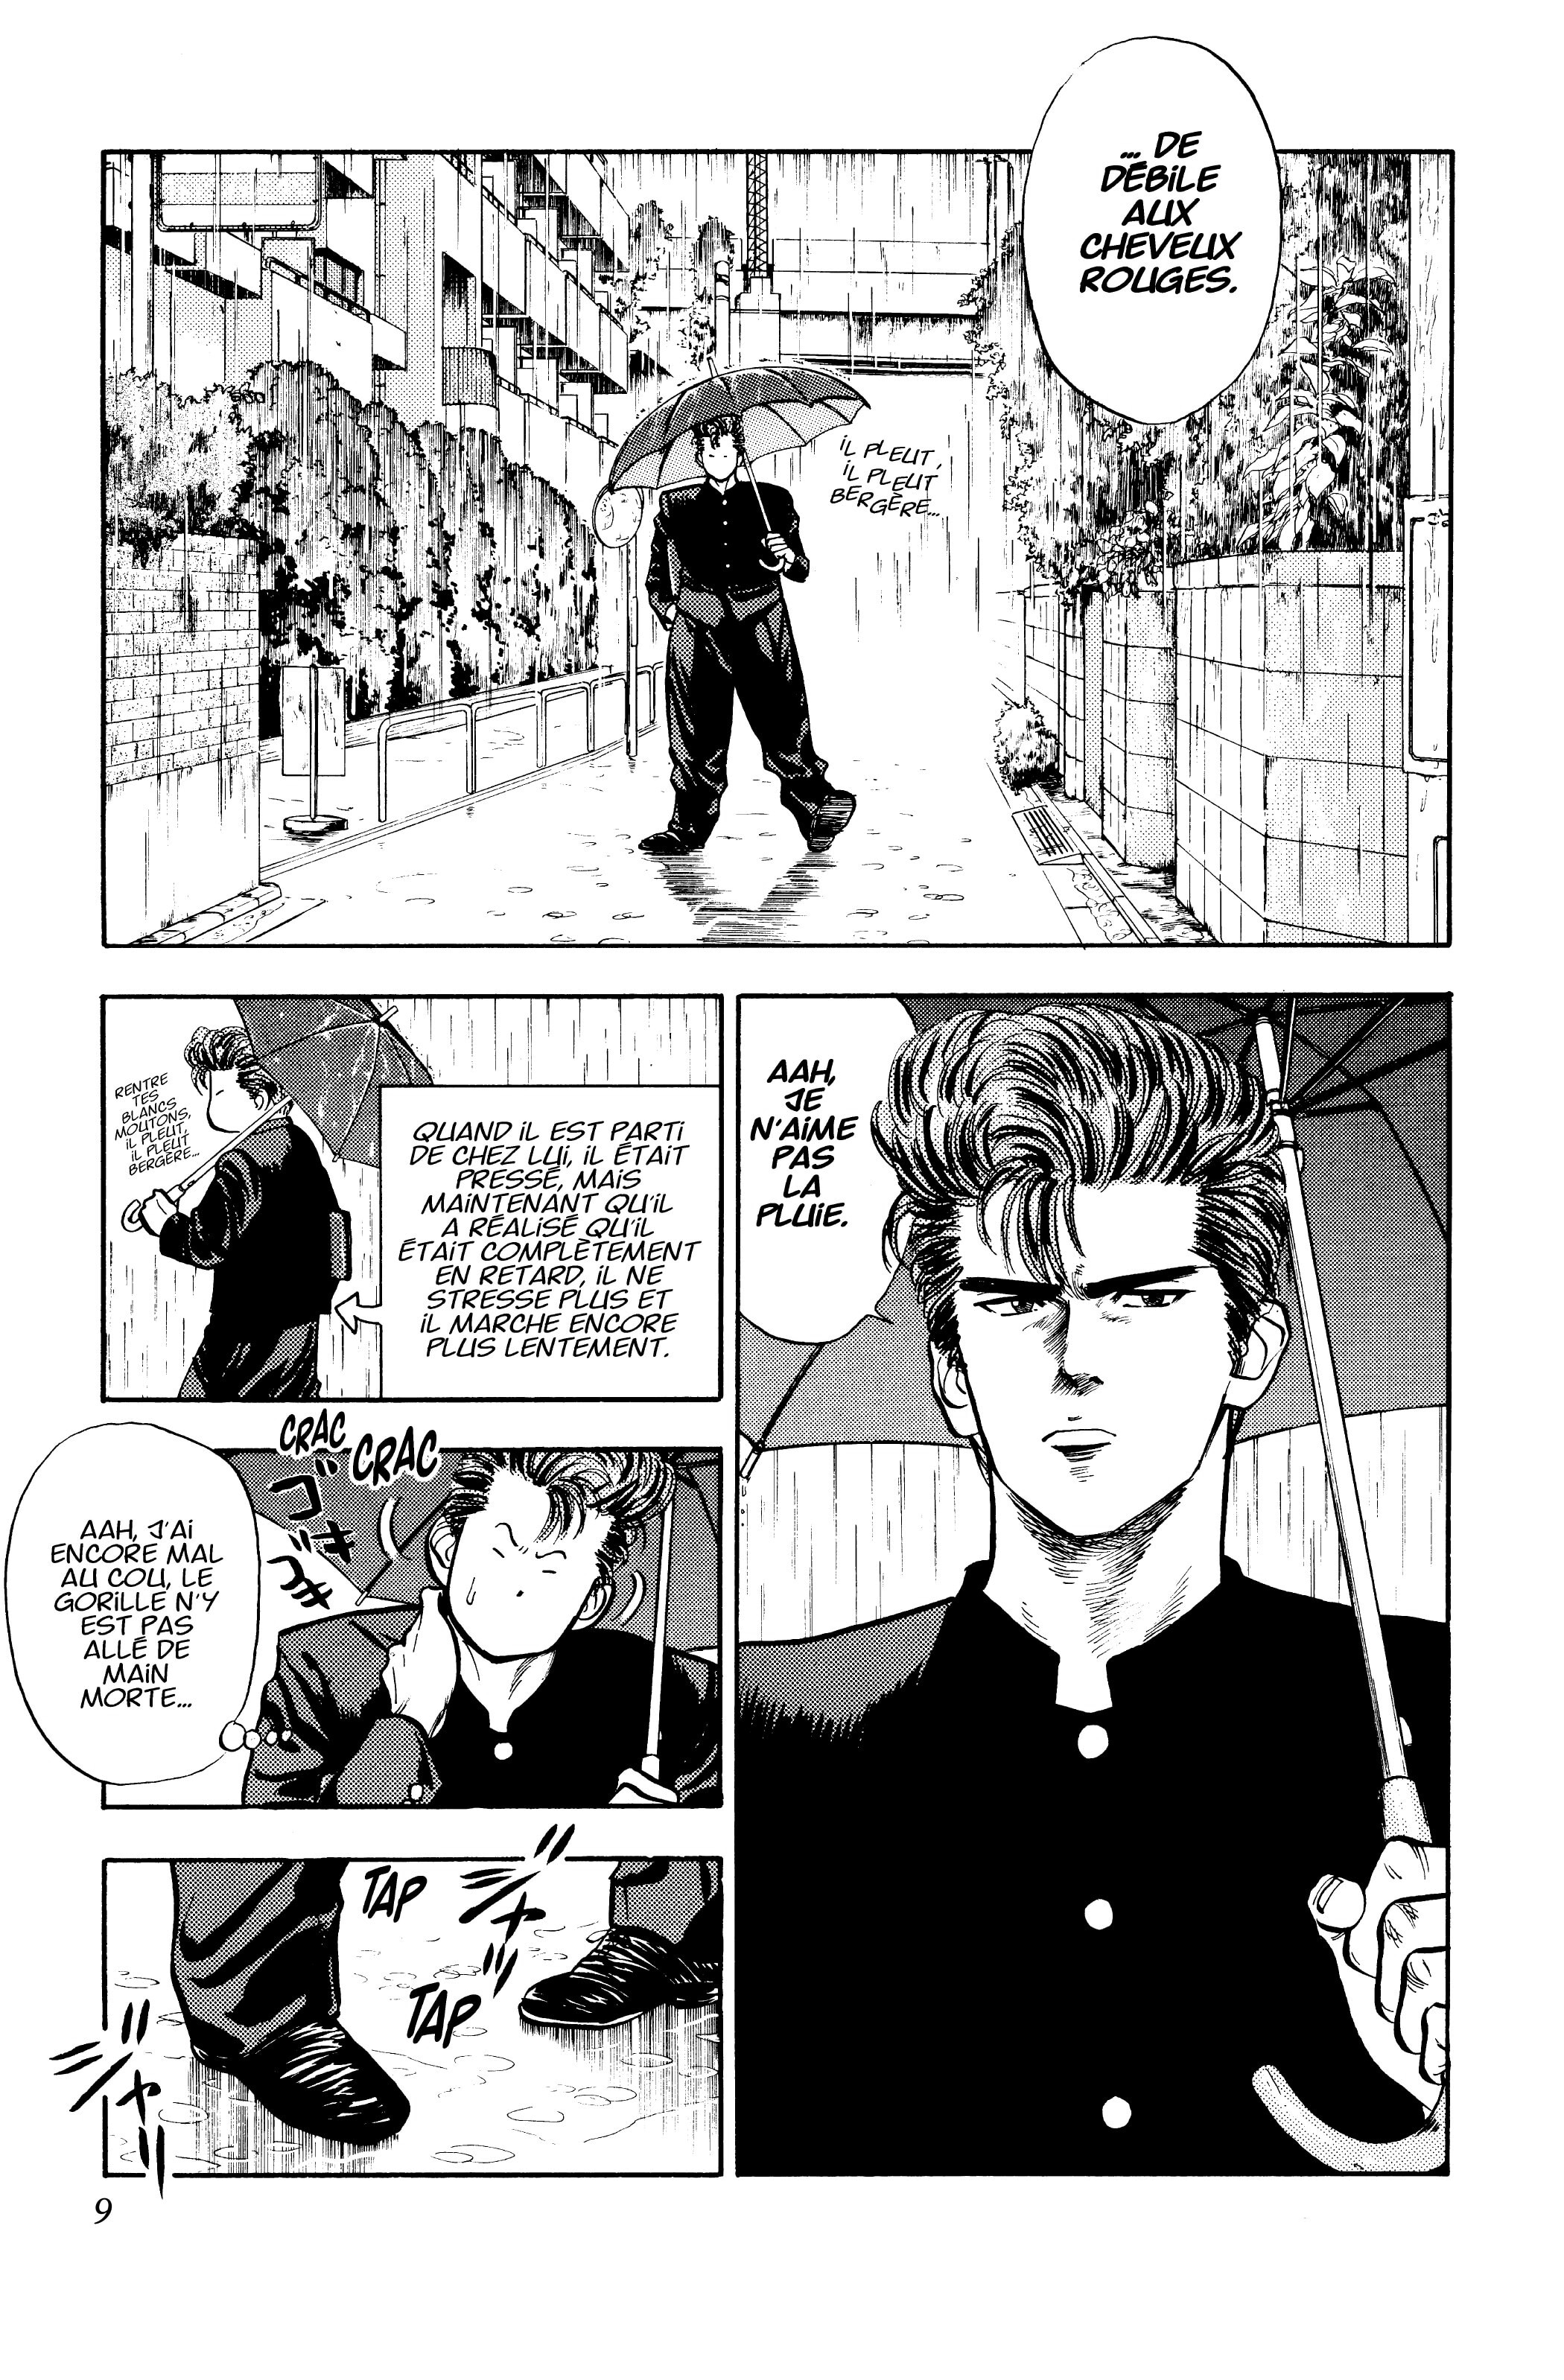 ... DE
DÉBILE
AUX
CHEVEUX
ROUGES.
IL PLEUT,
IL PLEUT
BERGÈRE...
AAH,
JE
N'AIME
PAS
LA
PLUIE.
RENTRE
TES
BLANCS
MOUTONS,
IL PLEUT,
IL PLEUT
BERGÈRE...
QUAND IL EST PARTI
DE CHEZ LUI, IL ÉTAIT
PRESSÉ, MAIS
MAINTENANT QU'IL
A RÉALISÉ QU'IL
ÉTAIT COMPLÈTEMENT
EN RETARD, IL NE
STRESSE PLUS ET
IL MARCHE ENCORE
PLUS LENTEMENT.
CRAC
CRAC
ゴキ
ゴキ
AAH, J'AI
ENCORE MAL
AU COU, LE
GORILLE N'Y
EST PAS
ALLÉ DE
MAIN
MORTE...
TAP
ジャッ
TAP
ジャリ
9